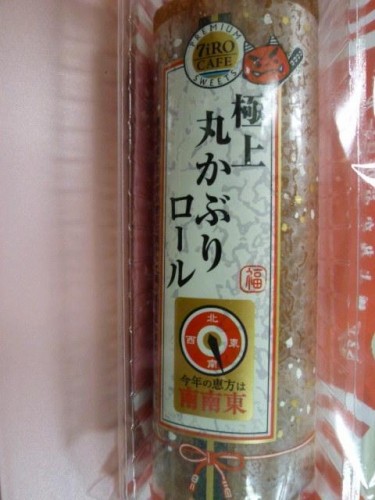 PREMIUM
7iRO
CAFE
SWEETS
極上
丸かぶり
ロール
福
北
西 東
南
今年の恵方は
南南東